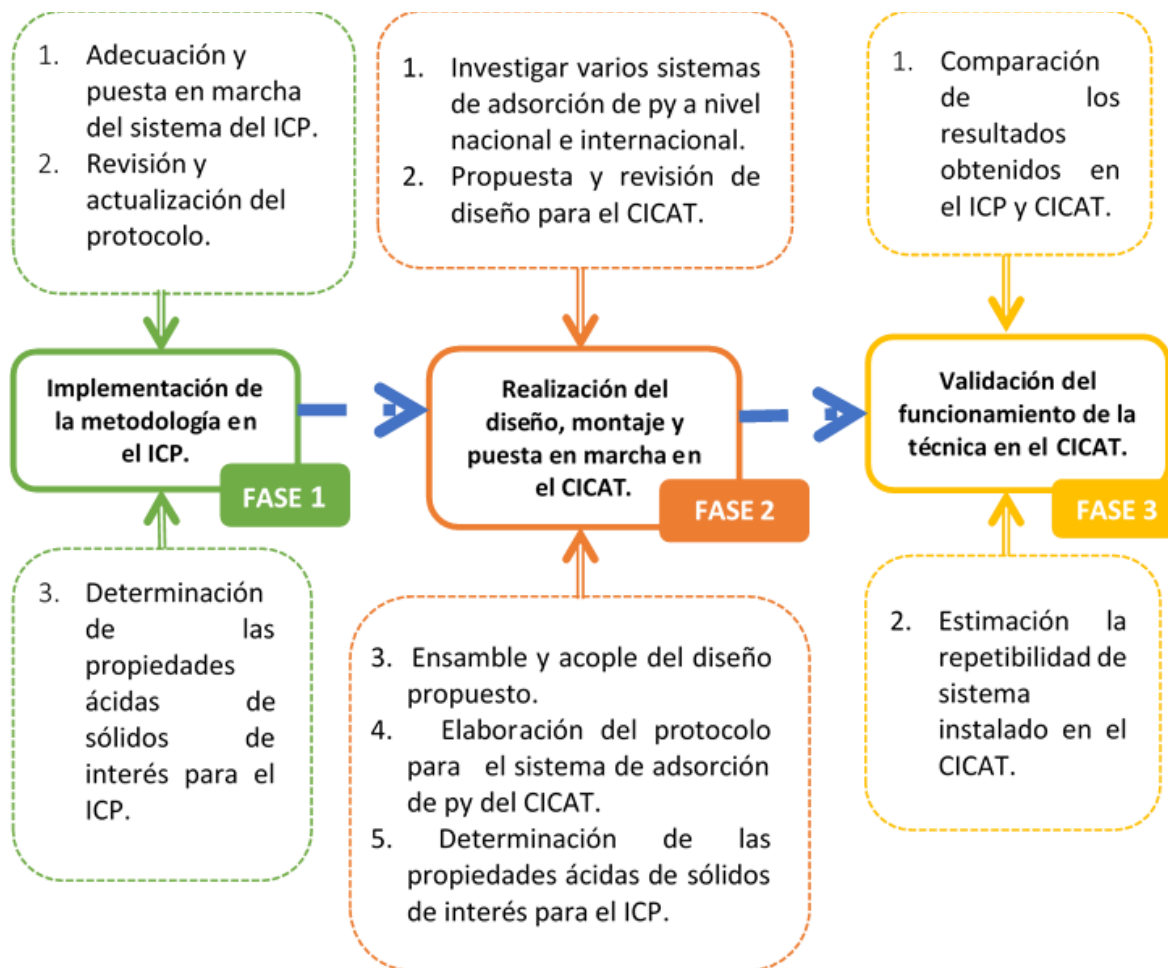 1. Adecuación y
puesta en marcha
del sistema del ICP.
2. Revisión y
actualización del
protocolo.
Implementación de
la metodología en
el ICP.
FASE 1
3. Determinación
de las
propiedades
ácidas de
sólidos de
interés para el
ICP.
1. Investigar varios sistemas
de adsorción de py a nivel
nacional e internacional.
2. Propuesta y revisión de
diseño para el CICAT.
Realización del
diseño, montaje y
puesta en marcha en
el CICAT.
FASE 2
3. Ensamble y acople del diseño
propuesto.
4. Elaboración del protocolo
para el sistema de adsorción
de py del CICAT.
5. Determinación de las
propiedades ácidas de sólidos
de interés para el ICP.
1. Comparación
de los
resultados
obtenidos en
el ICP y CICAT.
Validación del
funcionamiento de la
técnica en el CICAT.
FASE 3
2. Estimación la
repetibilidad de
sistema
instalado en el
CICAT.